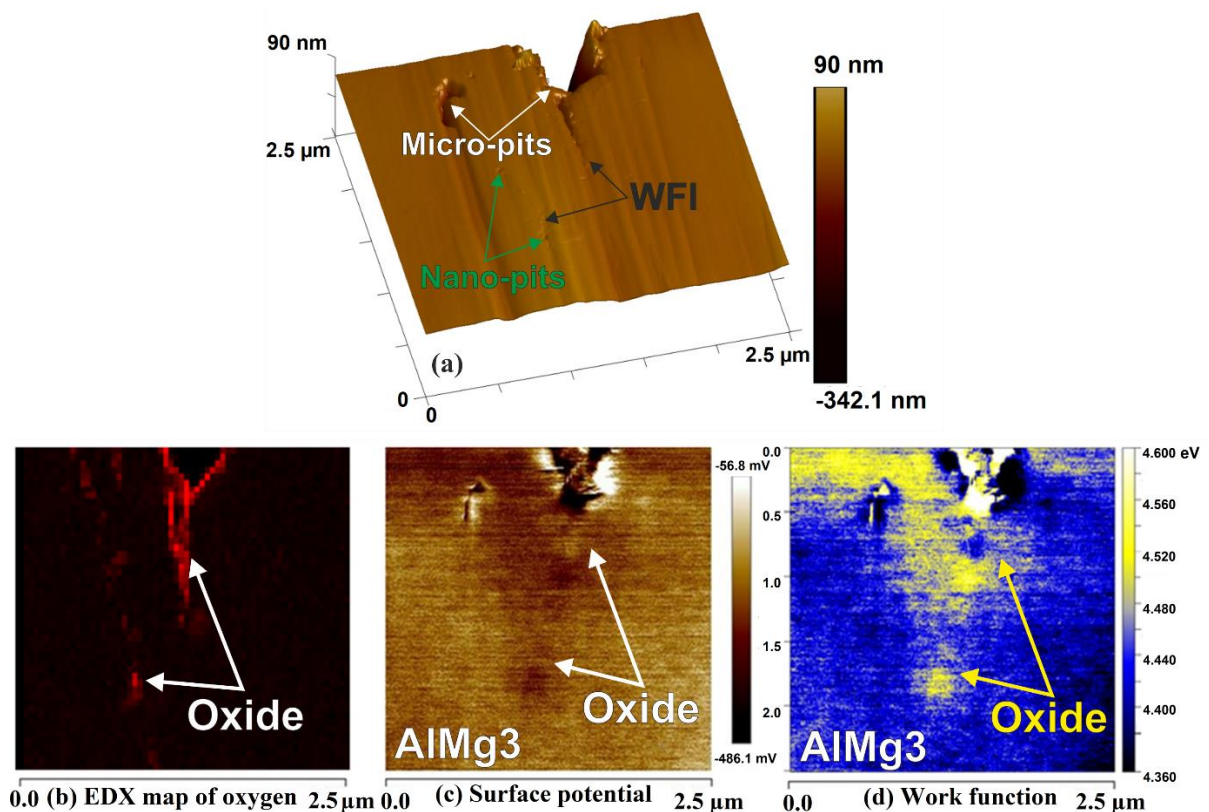 90 nm
2.5 µm
Micro-pits
WFI
Nano-pits
(a)
0
0
2.5 µm
90 nm
-342.1 nm
Oxide
0.0 (b) EDX map of oxygen 2.5 µm
Oxide
AlMg3
-56.8 mV
-486.1 mV
0.0 (c) Surface potential 2.5 µm
0.0
0.5
1.0
1.5
2.0
Oxide
AlMg3
4.600 eV
4.560
4.520
4.480
4.440
4.400
4.360
0.0 (d) Work function 2.5 µm